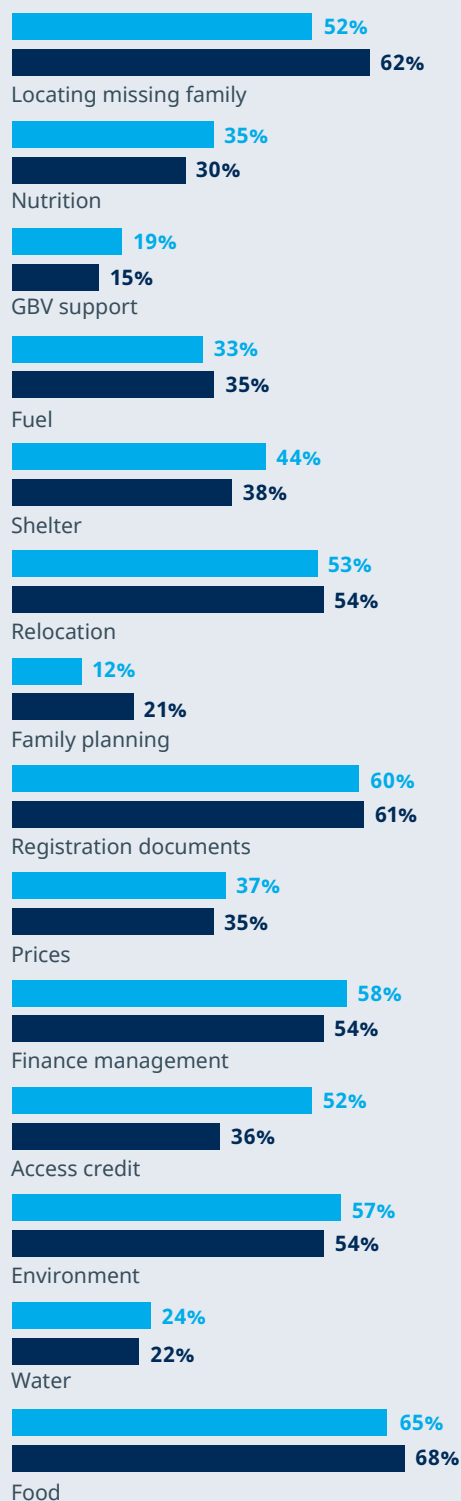 52%
62%
Locating missing family
35%
30%
Nutrition
19%
15%
GBV support
33%
35%
Fuel
44%
38%
Shelter
53%
54%
Relocation
12%
21%
Family planning
60%
61%
Registration documents
37%
35%
Prices
58%
54%
Finance management
52%
36%
Access credit
57%
54%
Environment
24%
22%
Water
65%
68%
Food